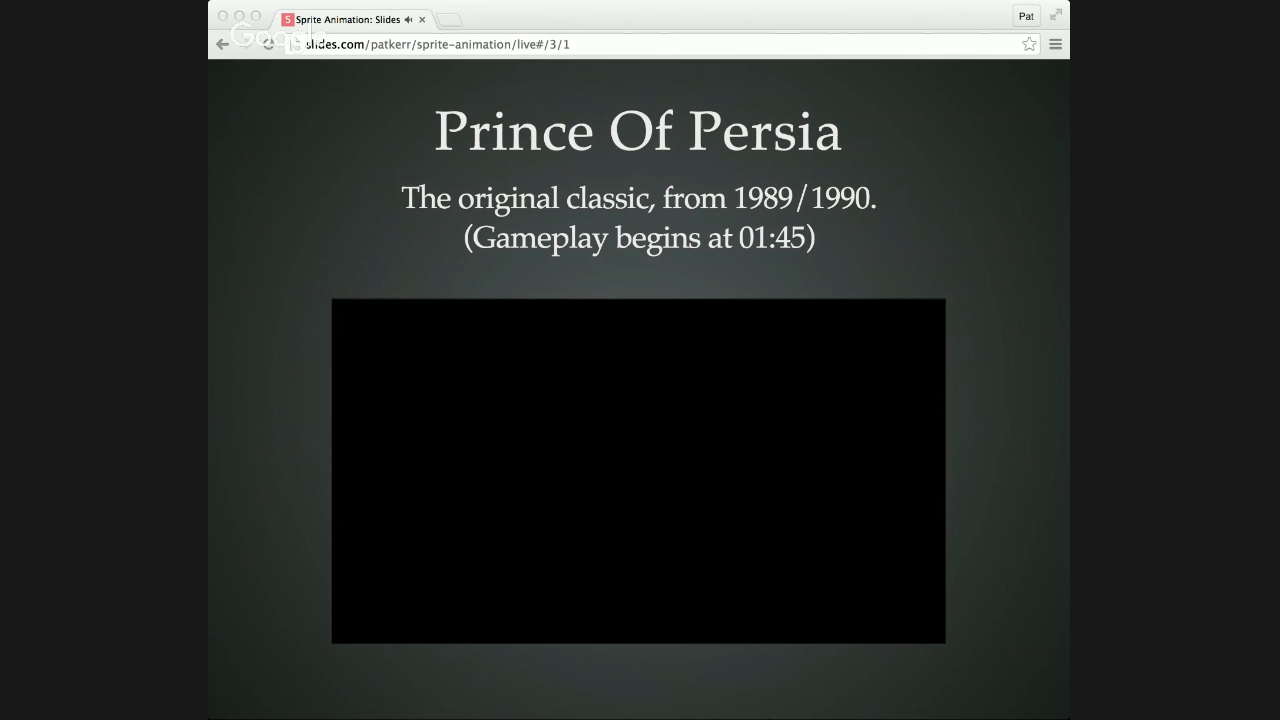 Sprite Animation: Slides
Pat
Google
slides.com/patkerr/sprite-animation/live#/3/1
Prince Of Persia
The original classic, from 1989/1990.
(Gameplay begins at 01:45)